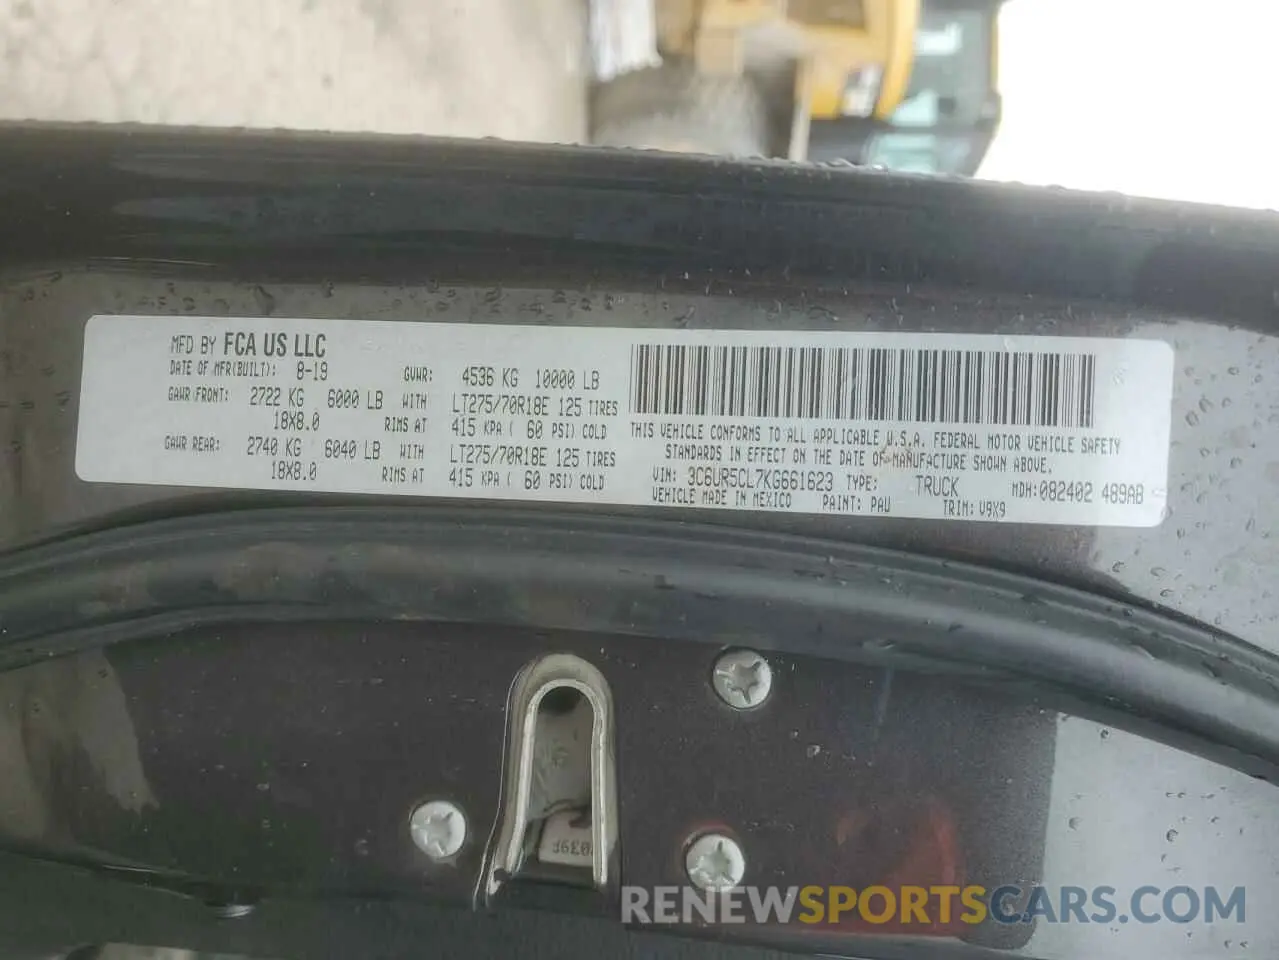 MFD BY FCA US LLC
DATE OF MFR(BUILT): 8-19 GVWR: 4536 KG 10000 LB
GAWR FRONT: 2722 KG 6000 LB WITH LT275/70R18E 125 TIRES
18X8.0 RIMS AT 415 KPA ( 60 PSI) COLD
GAWR REAR: 2740 KG 6040 LB WITH LT275/70R18E 125 TIRES
18X8.0 RIMS AT 415 KPA ( 60 PSI) COLD
THIS VEHICLE CONFORMS TO ALL APPLICABLE U.S.A. FEDERAL MOTOR VEHICLE SAFETY
STANDARDS IN EFFECT ON THE DATE OF MANUFACTURE SHOWN ABOVE.
VIN: 3C6UR5CL7KG661623 TYPE: TRUCK MDH:082402 489AB
VEHICLE MADE IN MEXICO PAINT: PAU TRIM: V9X9
RENEWSPORTSCARS.COM